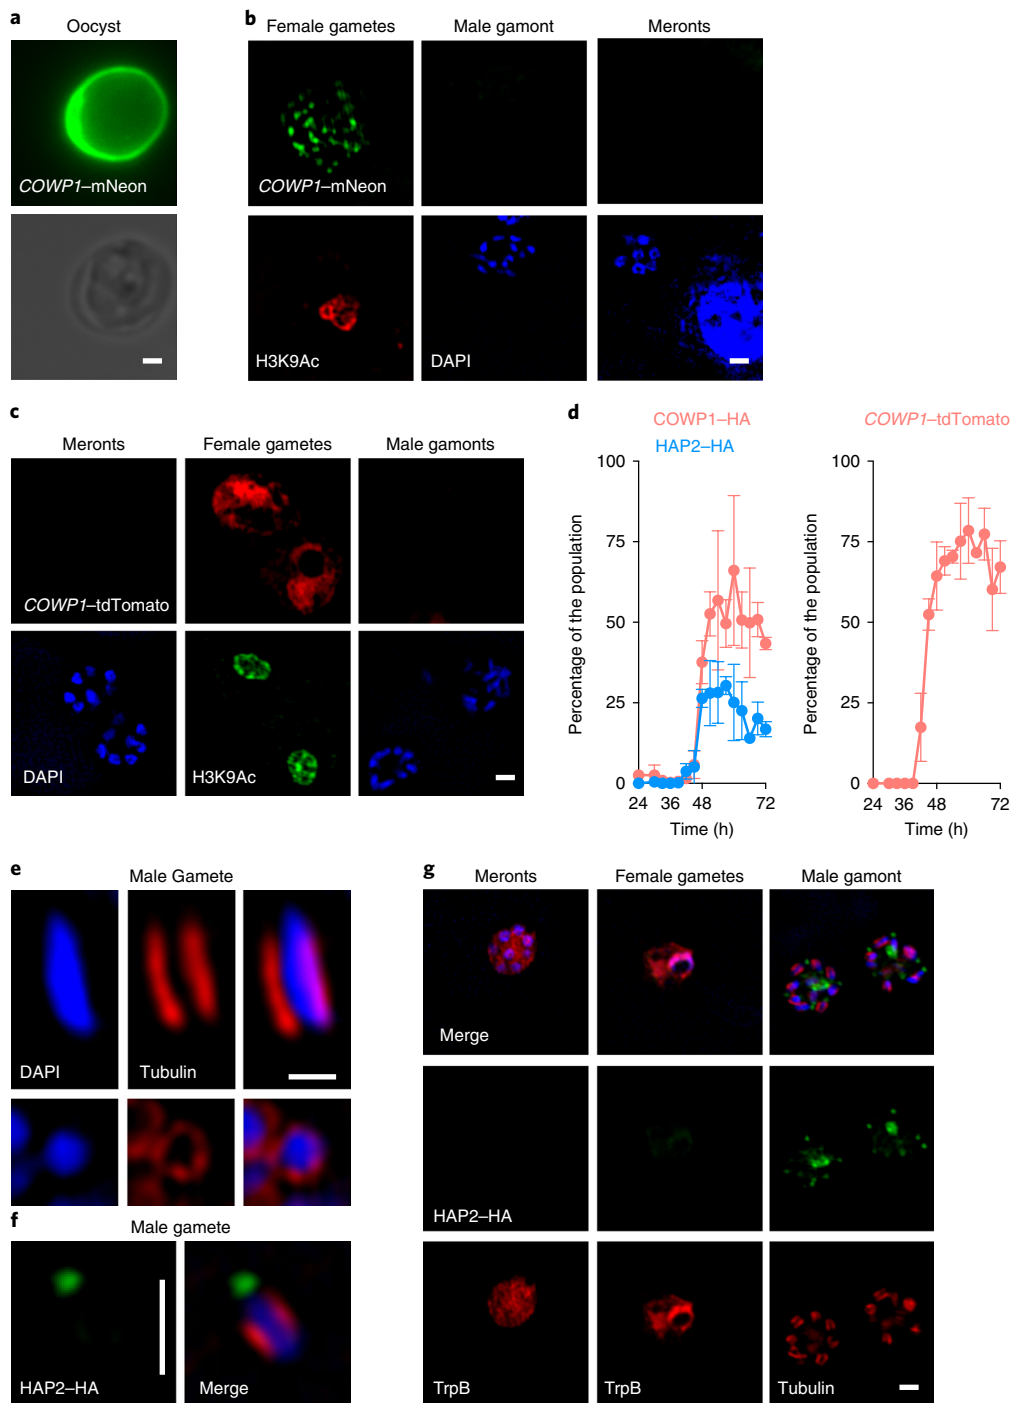 a
Oocyst
COWP1–mNeon
b
Female gametes
Male gamont
Meronts
COWP1–mNeon
H3K9Ac
DAPI
c
Meronts
Female gametes
Male gamonts
COWP1–tdTomato
DAPI
H3K9Ac
d
COWP1–HA
HAP2–HA
COWP1–tdTomato
Percentage of the population
100
75
50
25
0
24
36
48
72
Time (h)
Percentage of the population
100
75
50
25
0
24
36
48
72
Time (h)
e
Male Gamete
DAPI
Tubulin
f
Male gamete
HAP2–HA
Merge
g
Meronts
Female gametes
Male gamont
Merge
HAP2–HA
TrpB
TrpB
Tubulin